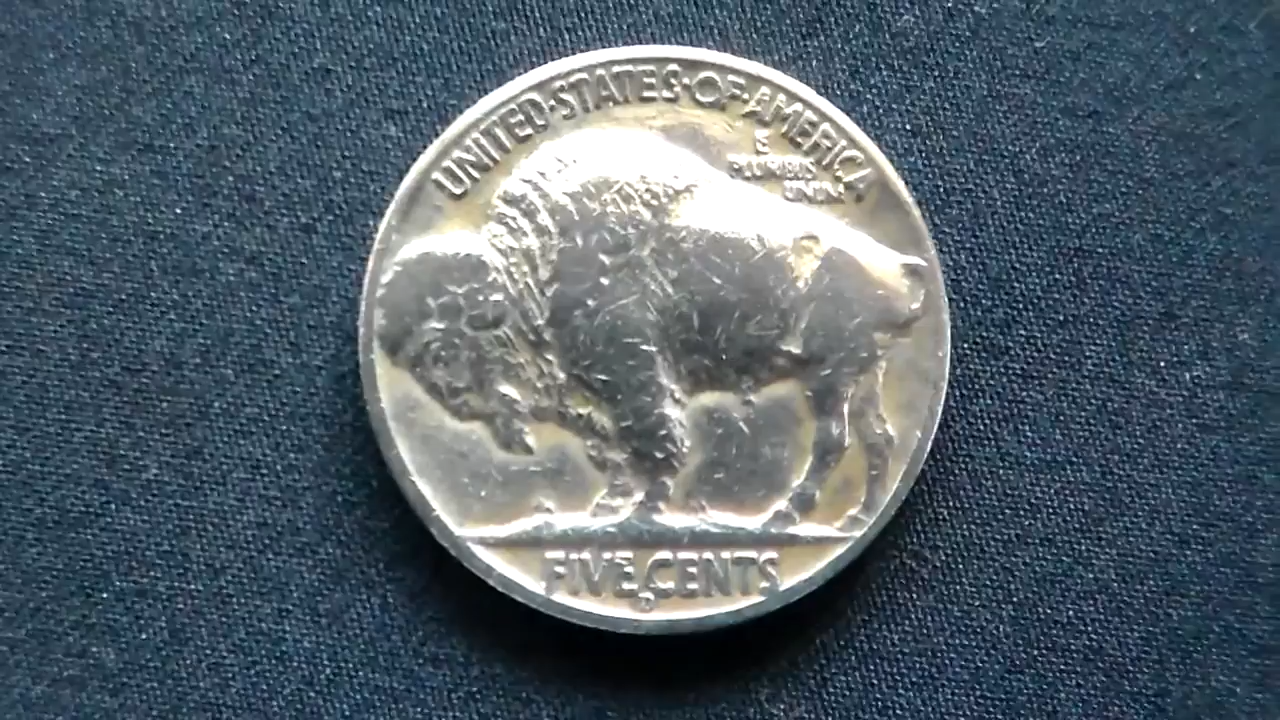 UNITED·STATES·OF·AMERICA
E
PLURIBUS
UNUM
FIVE CENTS
D